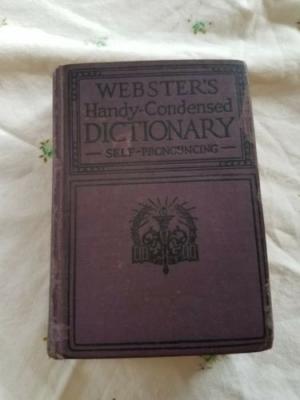 WEBSTER'S
Handy-Condensed
DICTIONARY
SELF-PRONOUNCING